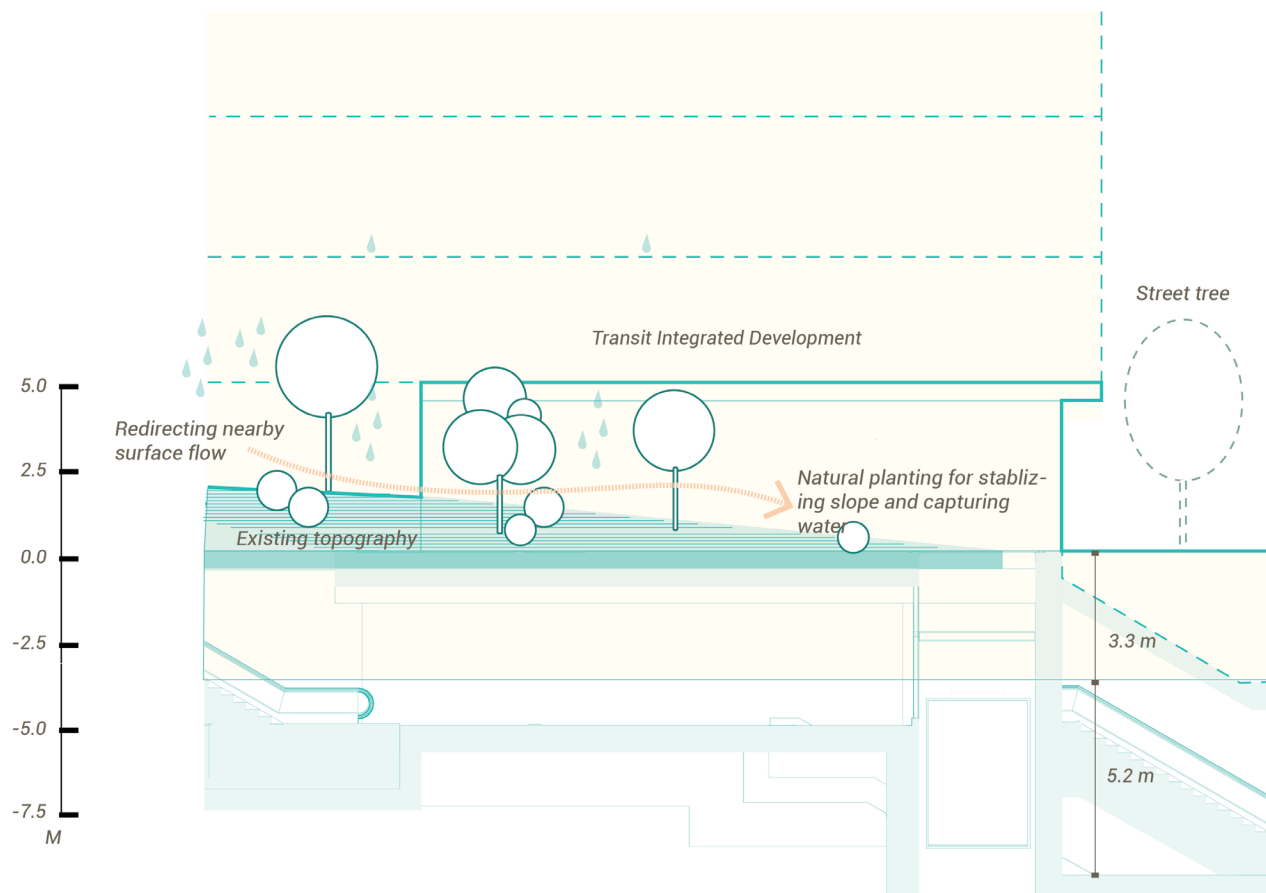 Street tree
Transit Integrated Development
5.0
Redirecting nearby
surface flow
2.5
Natural planting for stabliz-
ing slope and capturing
water
Existing topography
0.0
-2.5
3.3 m
-5.0
5.2 m
-7.5
M